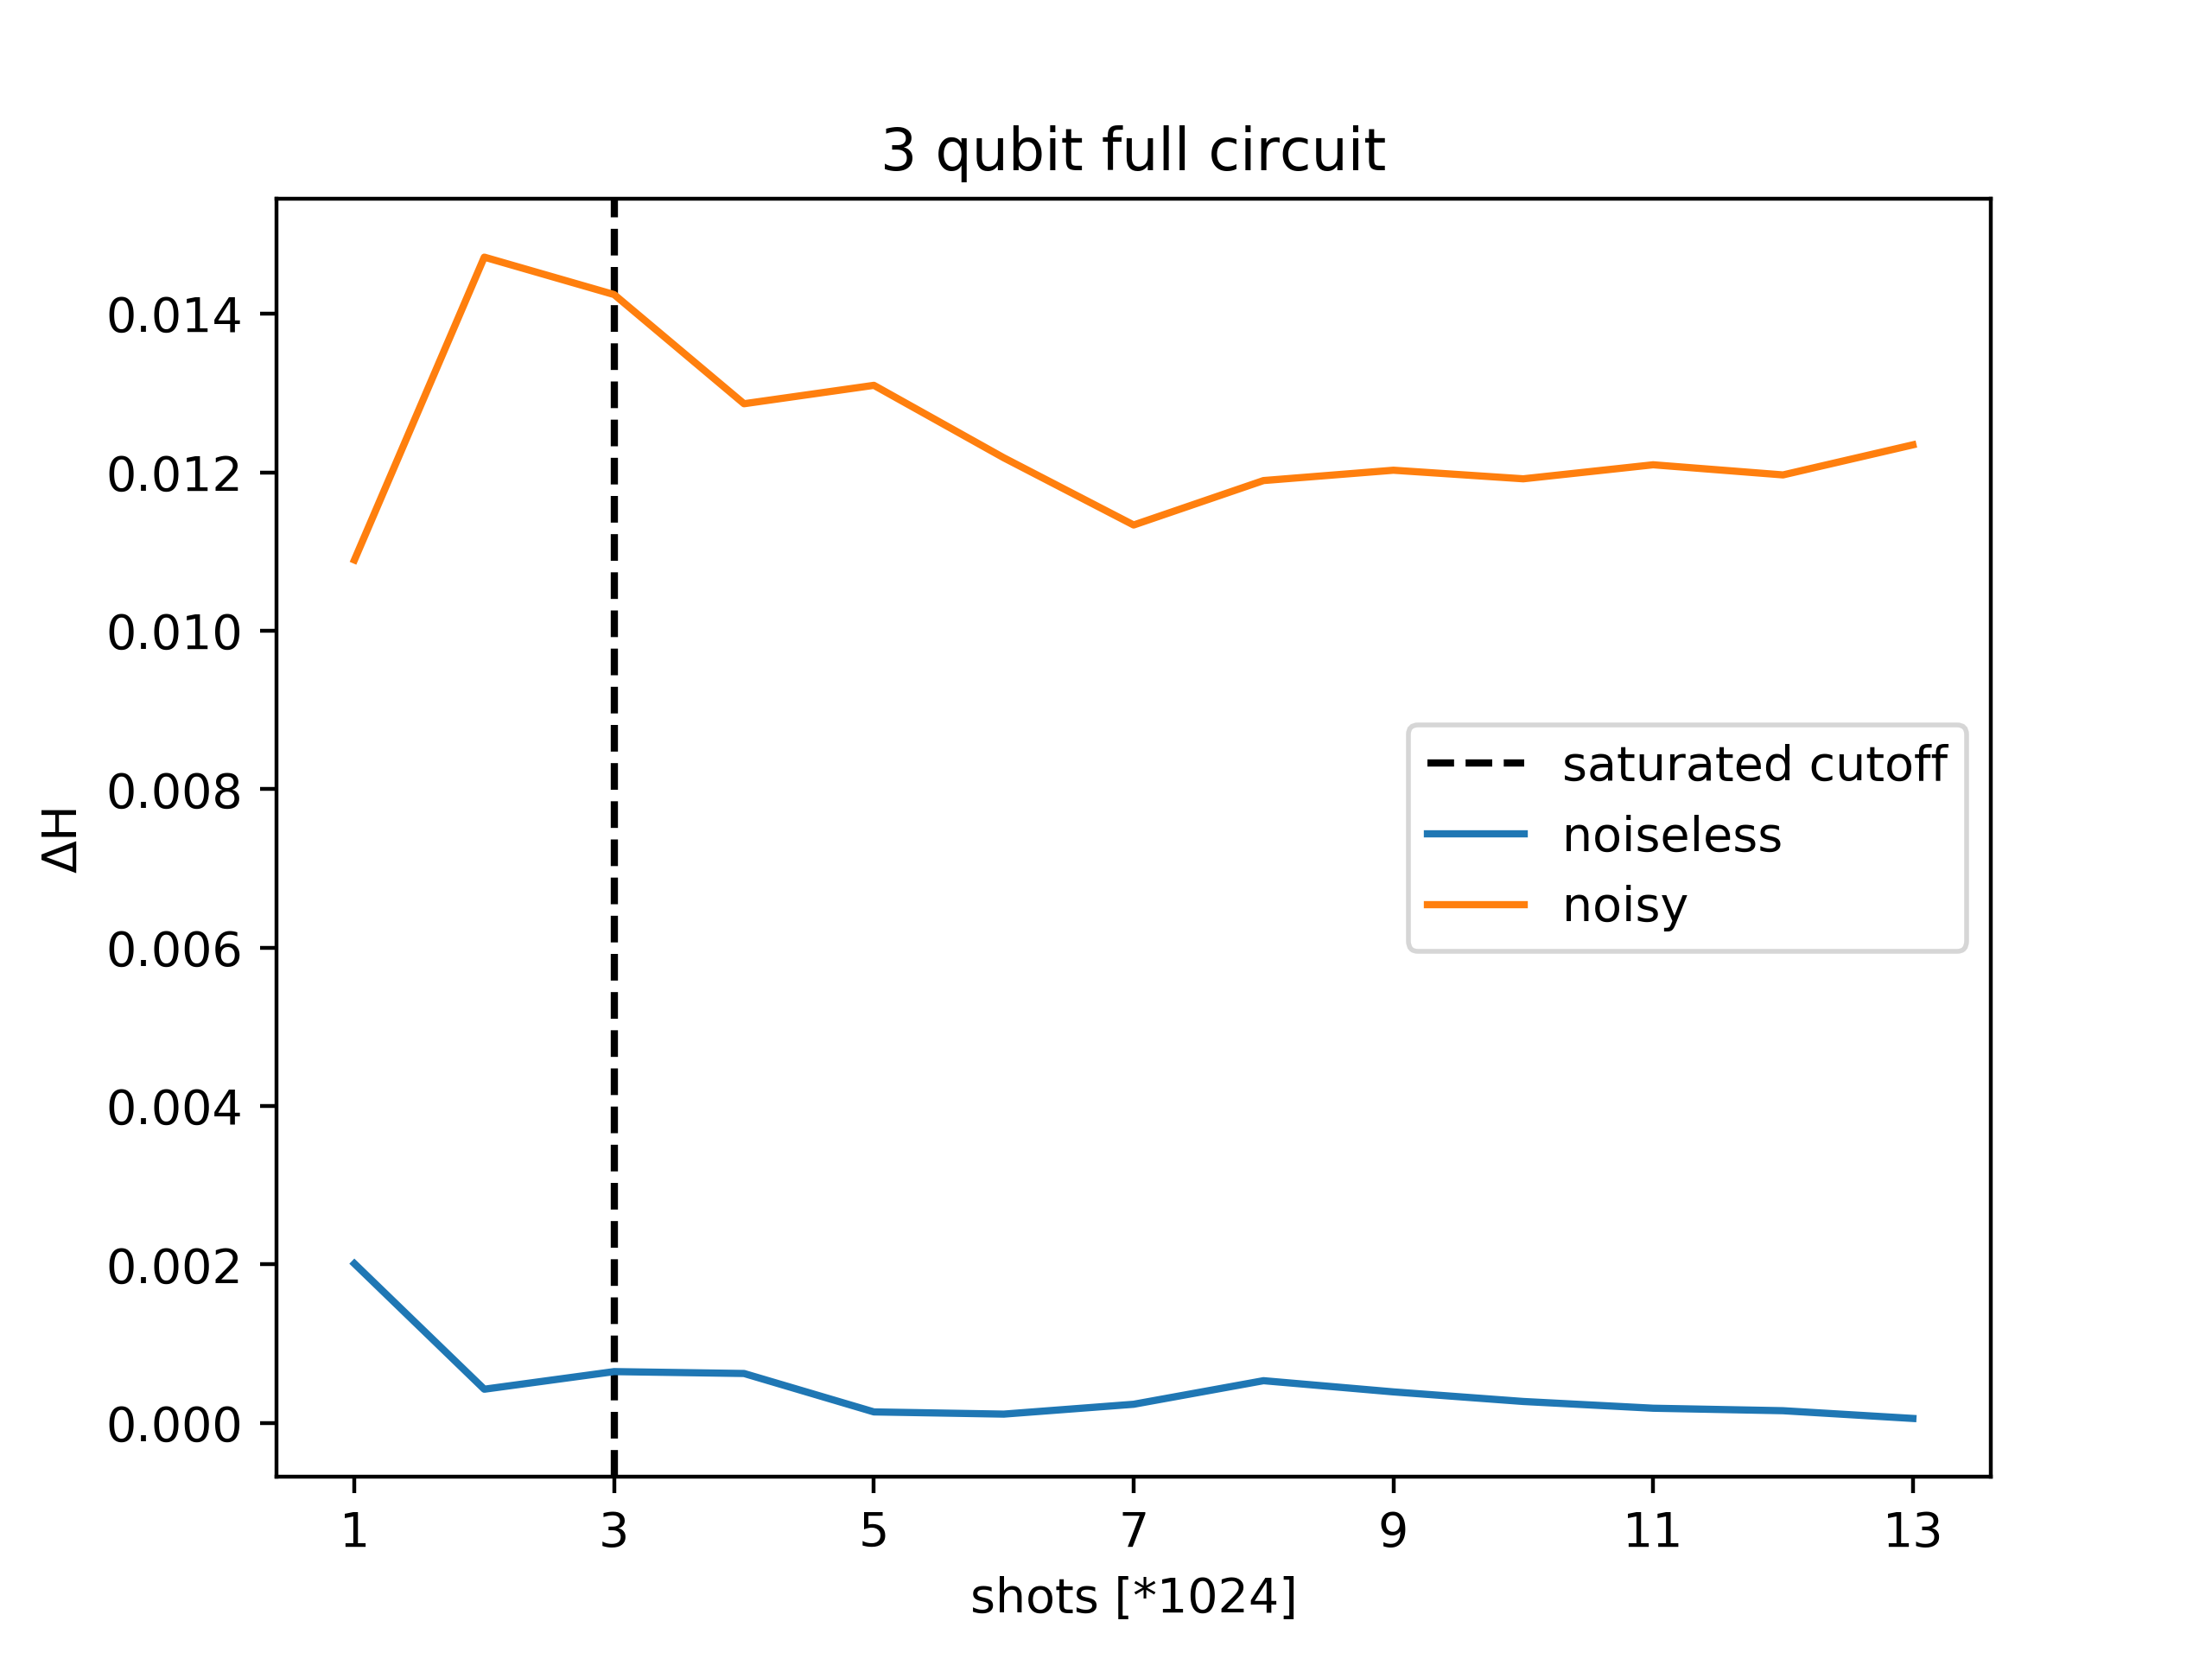 3 qubit full circuit
0.014
0.012
0.010
0.008
0.006
0.004
0.002
0.000
ΔH
saturated cutoff
noiseless
noisy
1 3 5 7 9 11 13
shots [*1024]